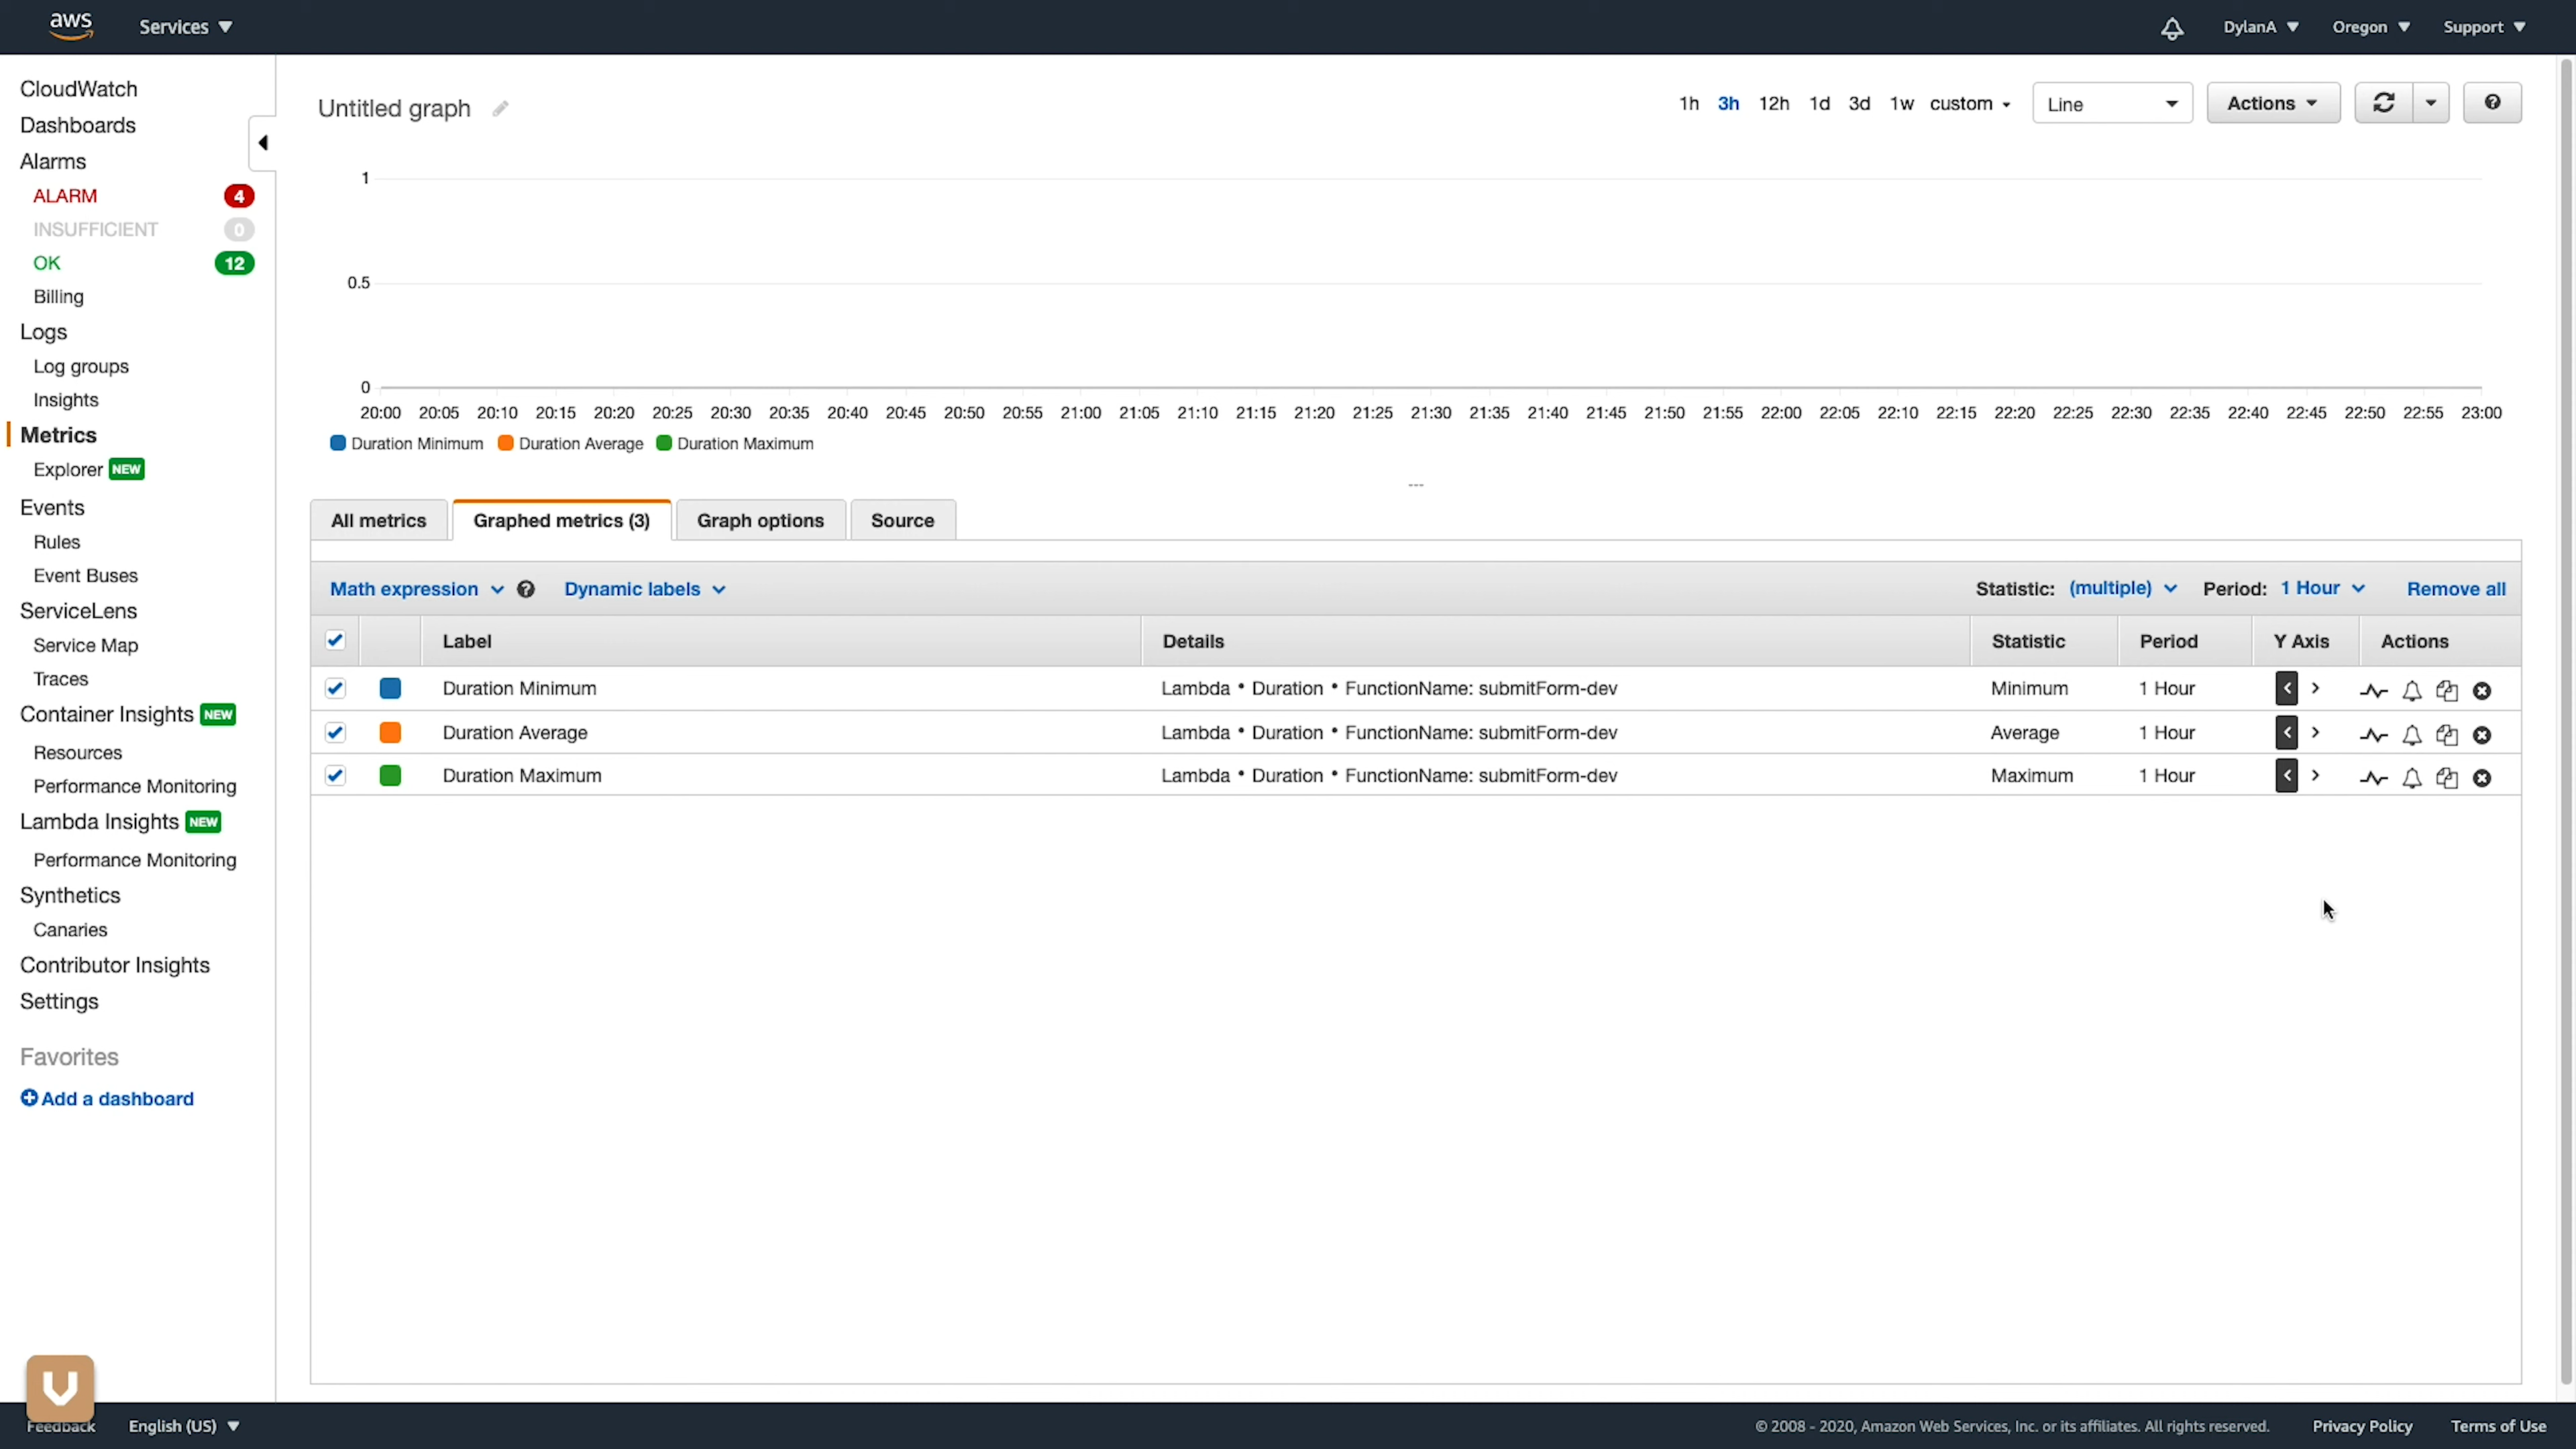 aws Services DylanA Oregon Support
CloudWatch
Dashboards
Alarms
ALARM 4
INSUFFICIENT 0
OK 12
Billing
Logs
Log groups
Insights
Metrics
Explorer NEW
Events
Rules
Event Buses
ServiceLens
Service Map
Traces
Container Insights NEW
Resources
Performance Monitoring
Lambda Insights NEW
Performance Monitoring
Synthetics
Canaries
Contributor Insights
Settings
Favorites
Add a dashboard
Untitled graph 1h 3h 12h 1d 3d 1w custom Line Actions
1
0.5
0
20:00 20:05 20:10 20:15 20:20 20:25 20:30 20:35 20:40 20:45 20:50 20:55 21:00 21:05 21:10 21:15 21:20 21:25 21:30 21:35 21:40 21:45 21:50 21:55 22:00 22:05 22:10 22:15 22:20 22:25 22:30 22:35 22:40 22:45 22:50 22:55 23:00
Duration Minimum Duration Average Duration Maximum
All metrics Graphed metrics (3) Graph options Source
Math expression Dynamic labels Statistic: (multiple) Period: 1 Hour Remove all
Label Details Statistic Period Y Axis Actions
Duration Minimum Lambda • Duration • FunctionName: submitForm-dev Minimum 1 Hour
Duration Average Lambda • Duration • FunctionName: submitForm-dev Average 1 Hour
Duration Maximum Lambda • Duration • FunctionName: submitForm-dev Maximum 1 Hour
Feedback English (US) © 2008 - 2020, Amazon Web Services, Inc. or its affiliates. All rights reserved. Privacy Policy Terms of Use